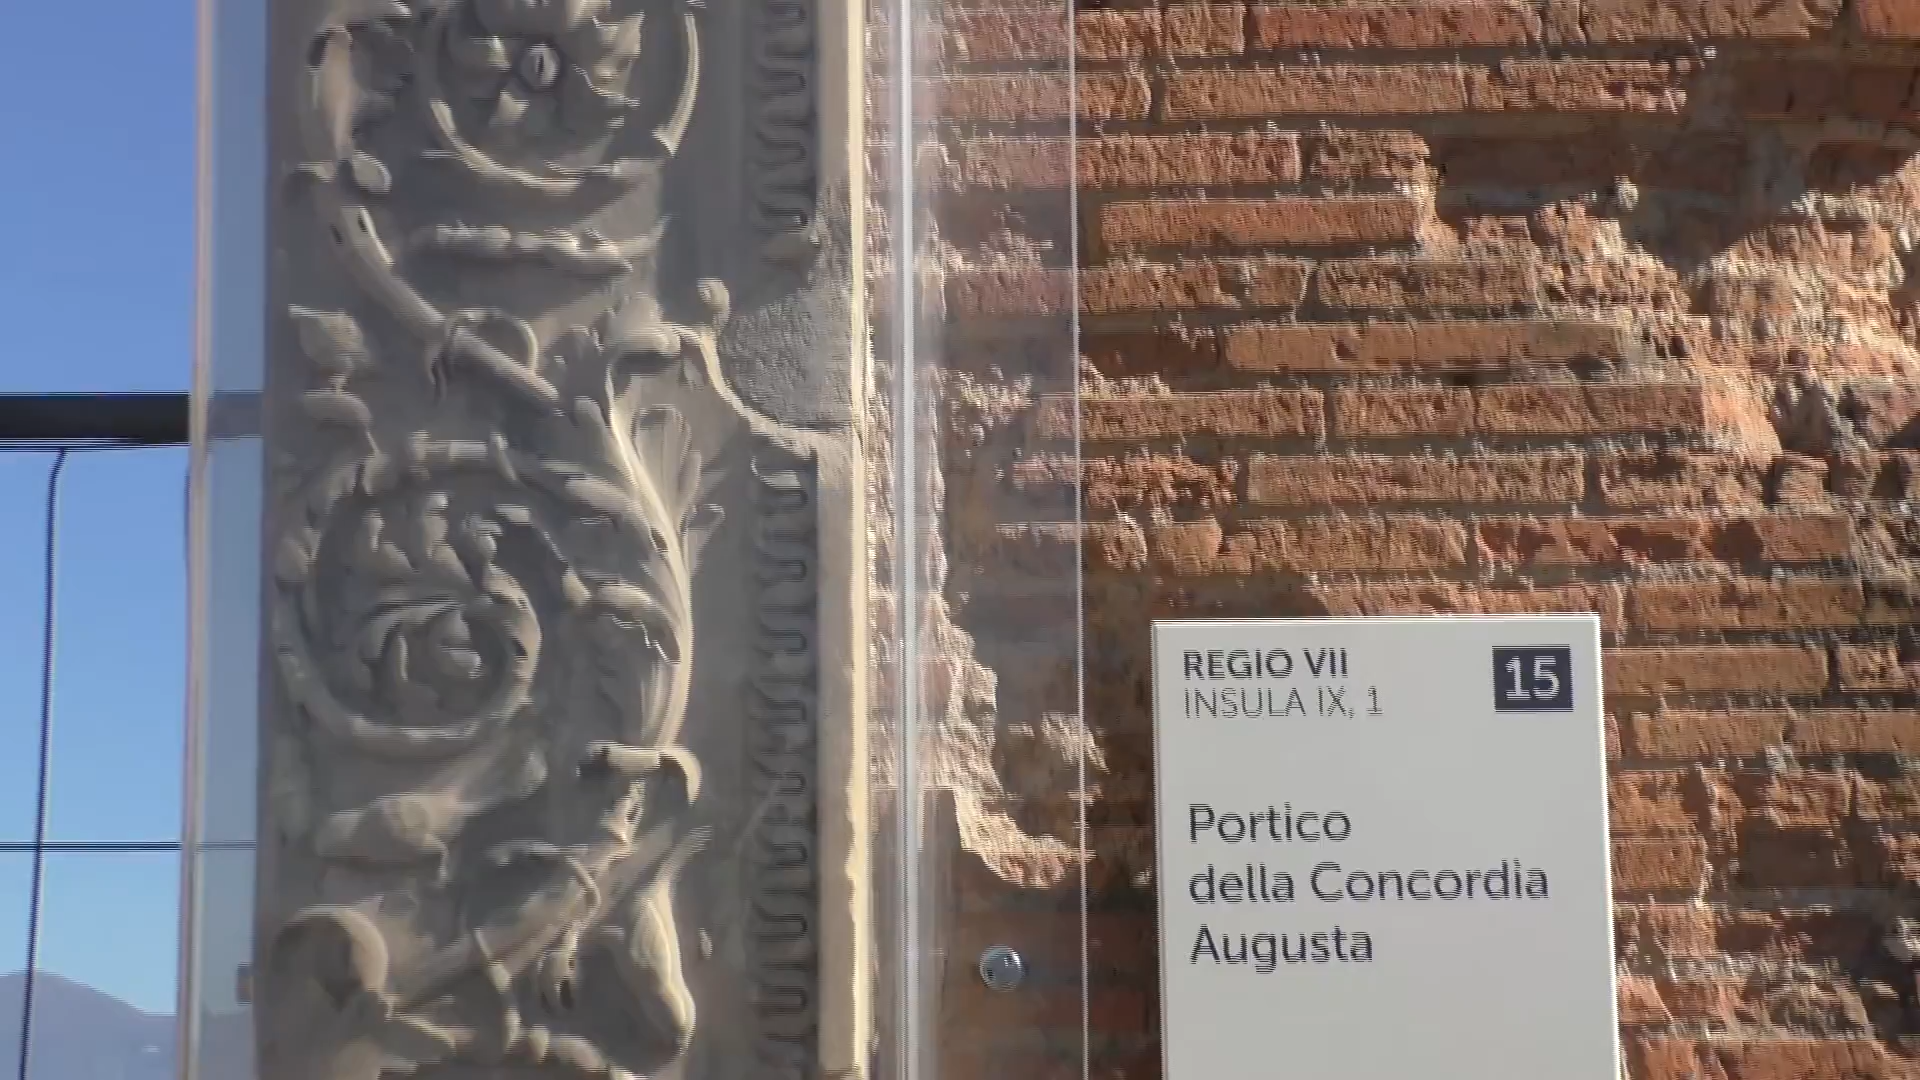 REGIO VII
INSULA IX, 1
15
Portico
della Concordia
Augusta